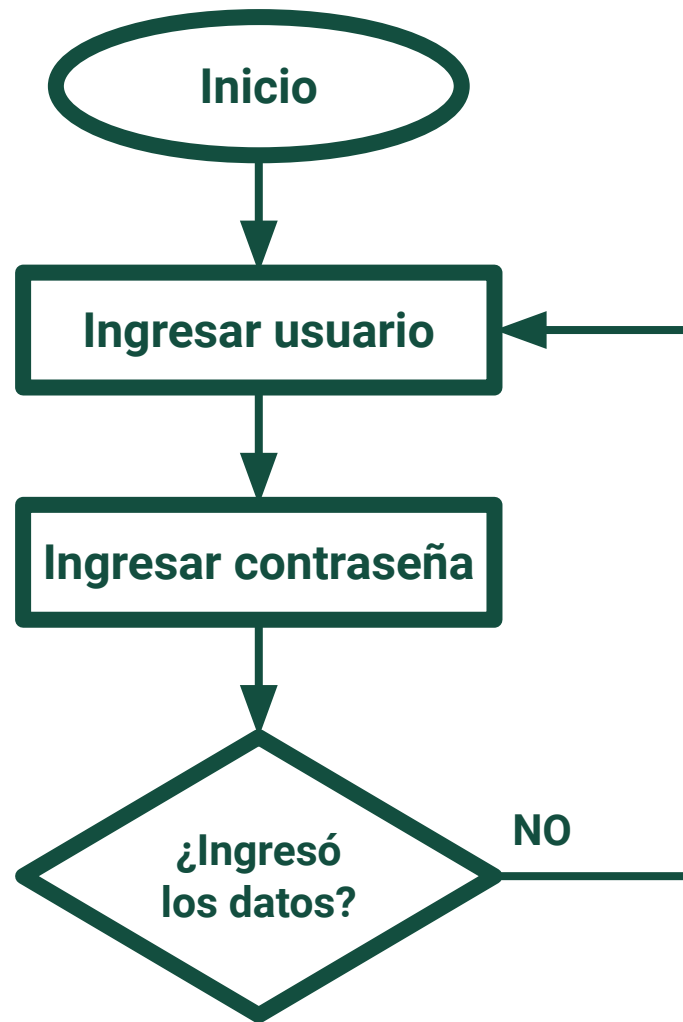 Inicio
Ingresar usuario
Ingresar contraseña
¿Ingresó
los datos?
NO